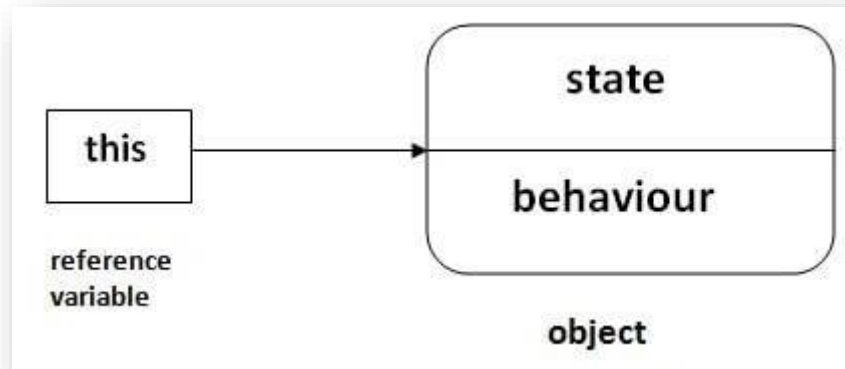 this
reference
variable
state
behaviour
object